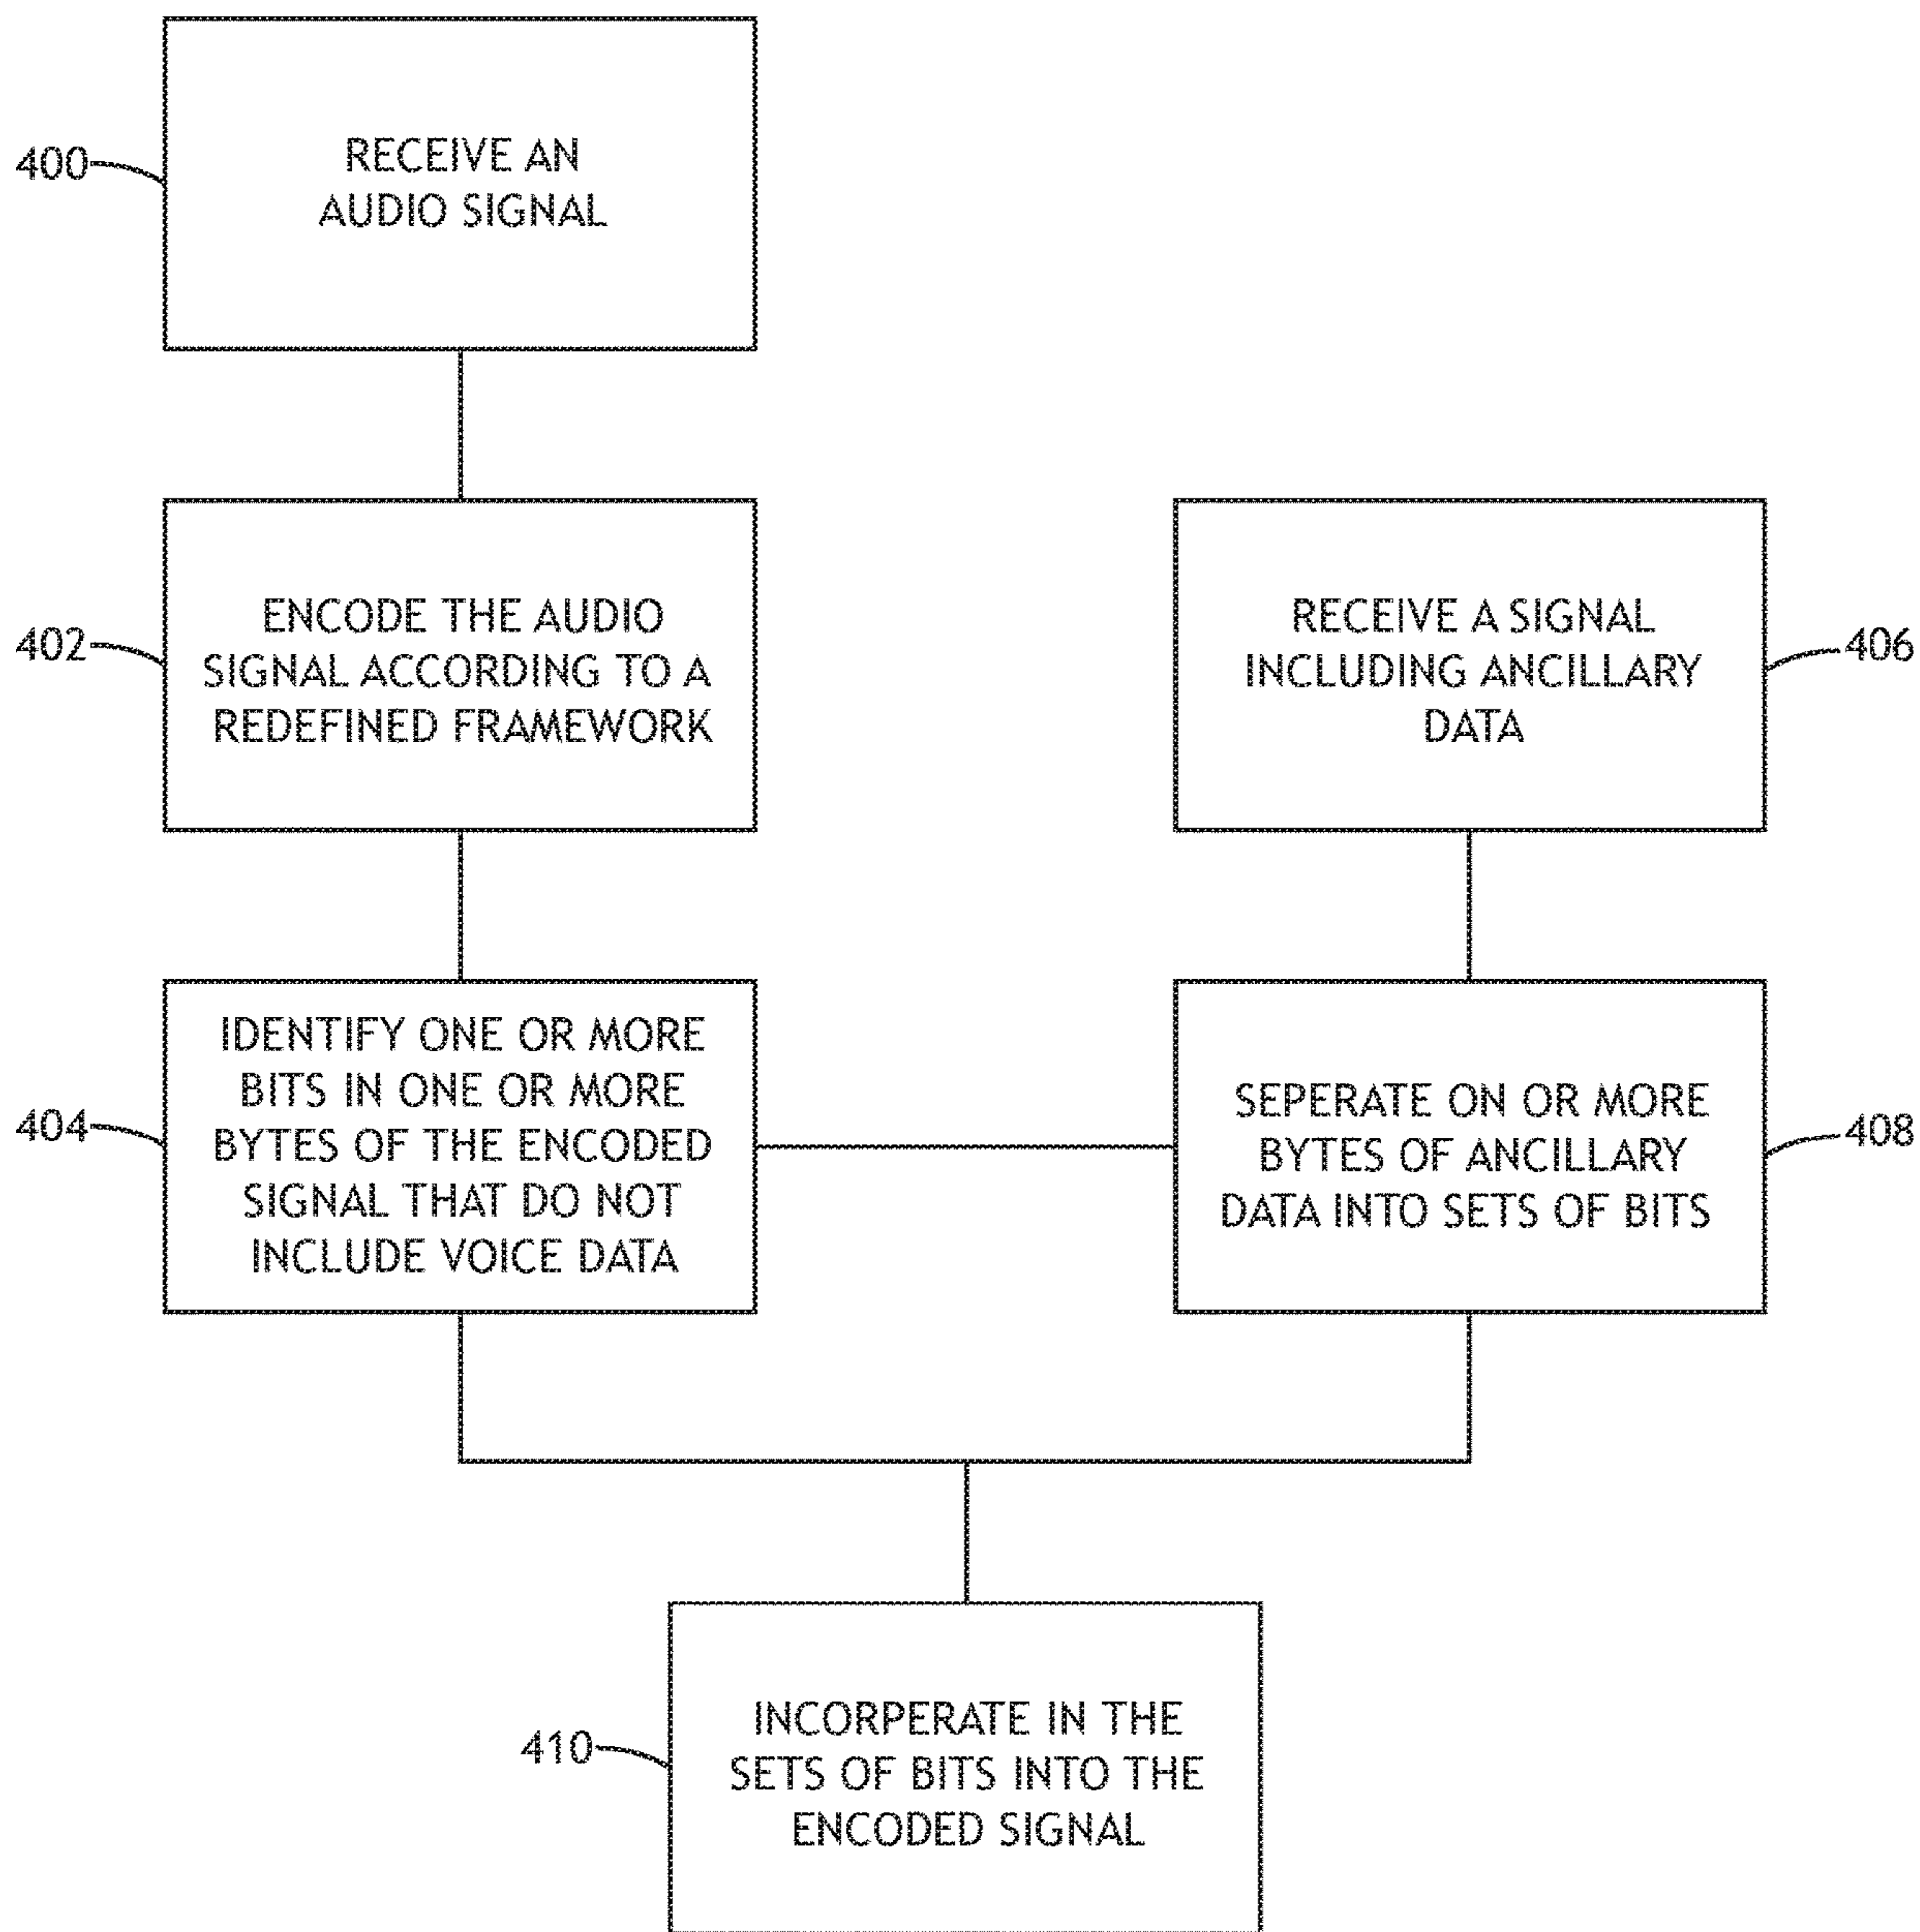 400
RECEIVE AN
AUDIO SIGNAL
402
ENCODE THE AUDIO
SIGNAL ACCORDING TO A
REDEFINED FRAMEWORK
406
RECEIVE A SIGNAL
INCLUDING ANCILLARY
DATA
404
IDENTIFY ONE OR MORE
BITS IN ONE OR MORE
BYTES OF THE ENCODED
SIGNAL THAT DO NOT
INCLUDE VOICE DATA
408
SEPERATE ON OR MORE
BYTES OF ANCILLARY
DATA INTO SETS OF BITS
410
INCORPERATE IN THE
SETS OF BITS INTO THE
ENCODED SIGNAL